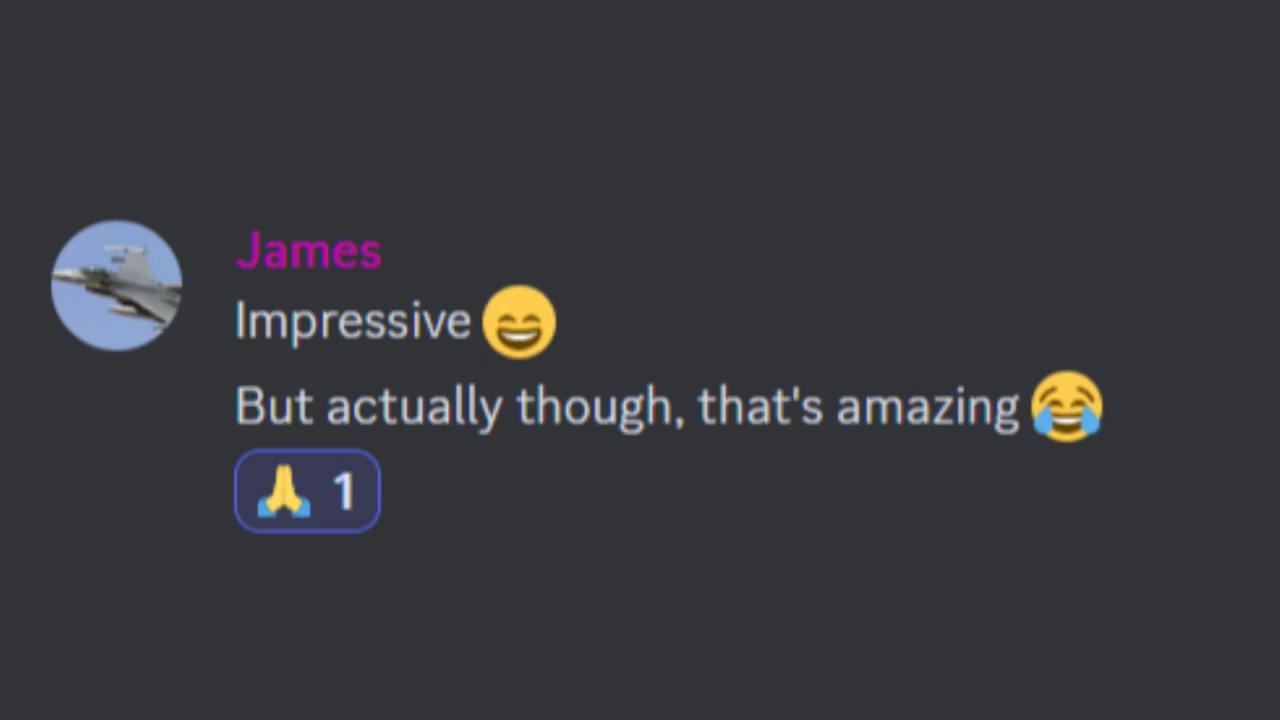 James
Impressive 😄
But actually though, that's amazing 😂
🙏 1